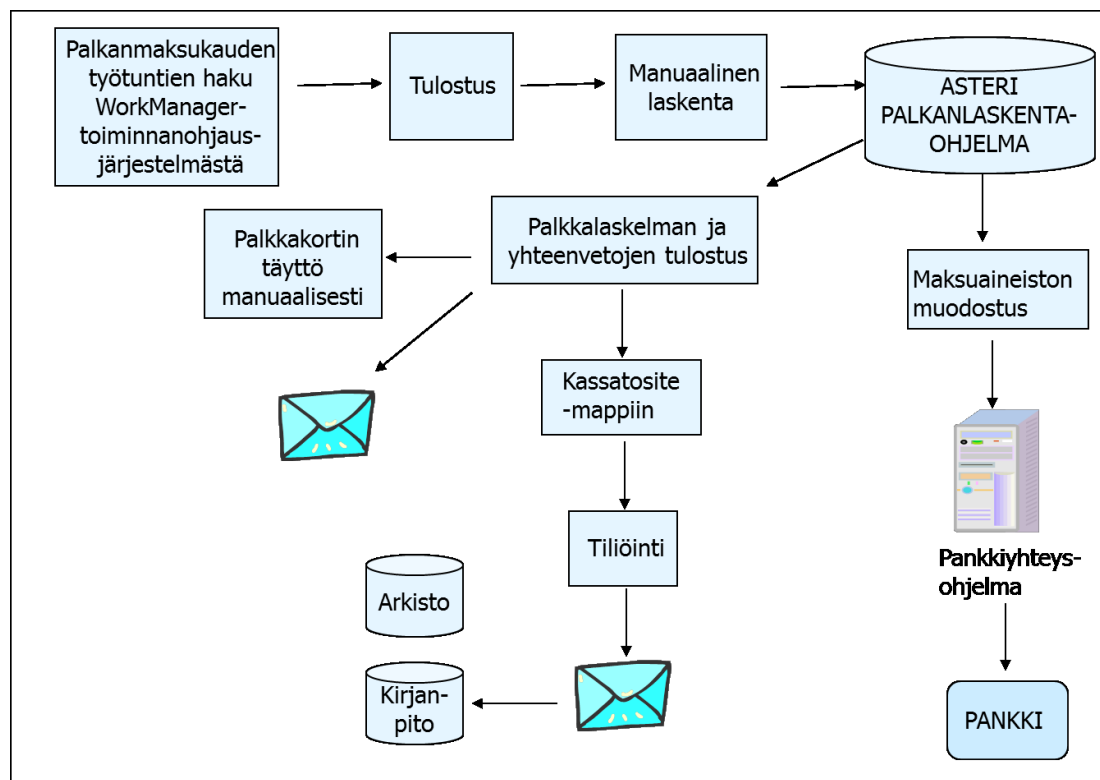 Palkanmaksukauden
työtuntien haku
WorkManager-
toiminnanohjaus-
järjestelmästä
Tulostus
Manuaalinen
laskenta
ASTERI
PALKANLASKENTA-
OHJELMA
Palkkakortin
täyttö
manuaalisesti
Palkkalaskelman ja
yhteenvetojen tulostus
Maksuaineiston
muodostus
Kassatosite
-mappiin
Tiliöinti
Pankkiyhteys-
ohjelma
Arkisto
Kirjan-
pito
PANKKI